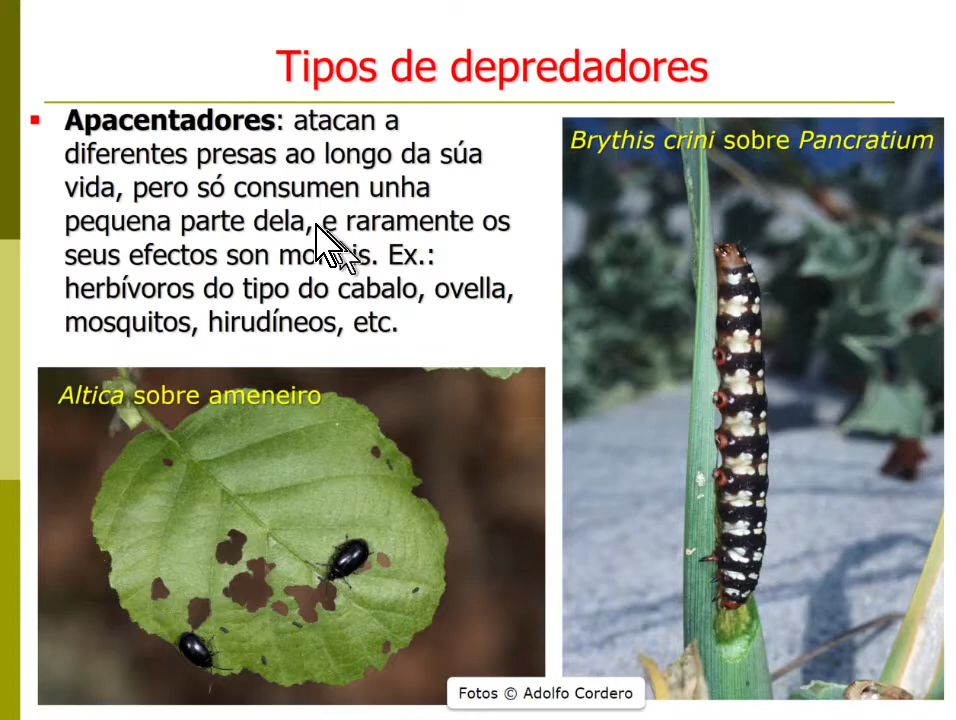 Tipos de depredadores
Apacentadores: atacan a
diferentes presas ao longo da súa
vida, pero só consumen unha
pequena parte dela, e raramente os
seus efectos son is. Ex.:
herbívoros do tipo do cabalo, ovella,
mosquitos, hirudíneos, etc.
Brythis crini sobre Pancratium
Altica sobre ameneiro
Fotos © Adolfo Cordero